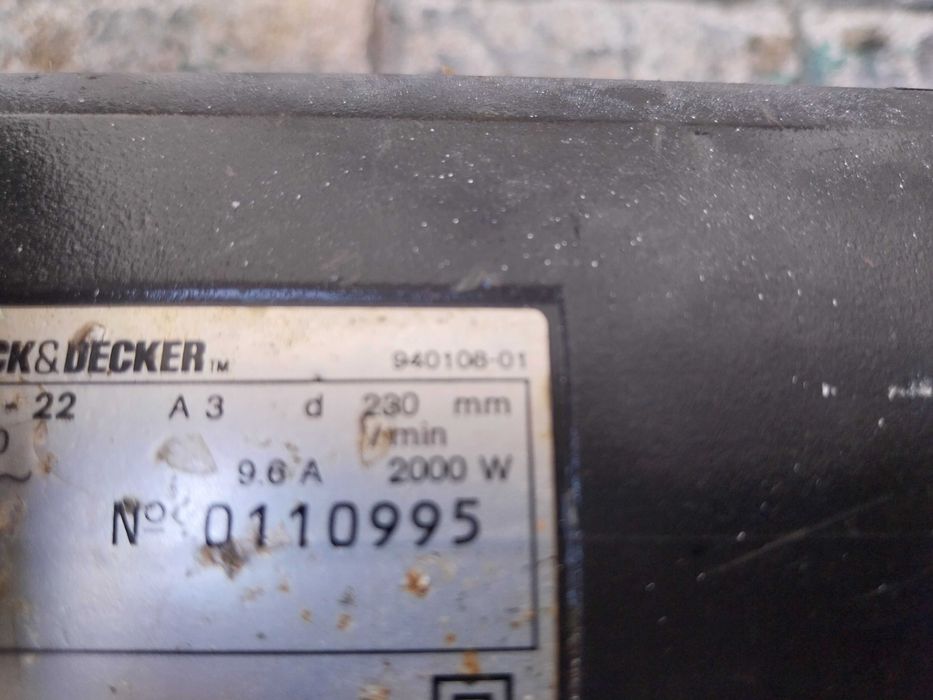 CK&DECKER™ 940106-01
- 22 A 3 d 230 mm
/min
9.6 A 2000 W
Nº 0110995